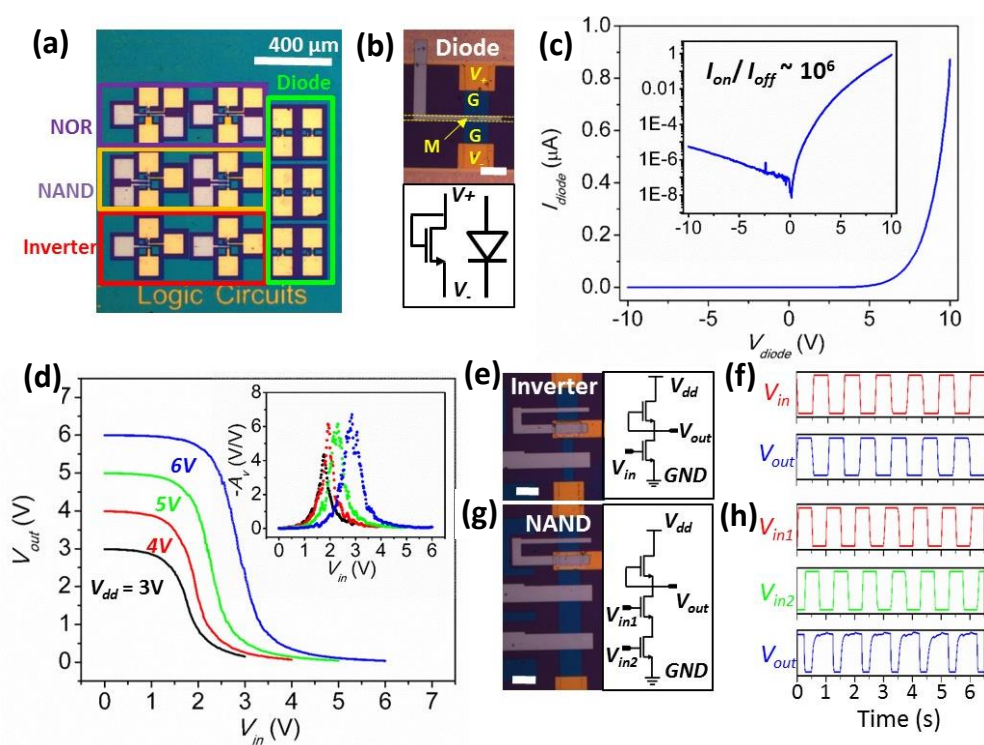 (a)
400 μm
Diode
NOR
NAND
Inverter
Logic Circuits
(b)
Diode
V+
G
M
G
V-
V+
V-
(c)
I_on/ I_off ~ 10^6
1
0.1
0.01
1E-4
1E-6
1E-8
-10 -5 0 5 10
1.0
0.8
0.6
0.4
0.2
0.0
I_diode (μA)
-10 -5 0 5 10
V_diode (V)
(d)
7
6
5
4
3
2
1
0
V_out (V)
6V
5V
4V
V_dd = 3V
0 1 2 3 4 5 6 7
V_in (V)
8
6
4
2
0
-A_v (V/V)
0 1 2 3 4 5 6
V_in (V)
(e)
Inverter
V_dd
V_out
V_in
GND
(f)
V_in
V_out
(g)
NAND
V_dd
V_out
V_in1
V_in2
GND
(h)
V_in1
V_in2
V_out
0 1 2 3 4 5 6
Time (s)